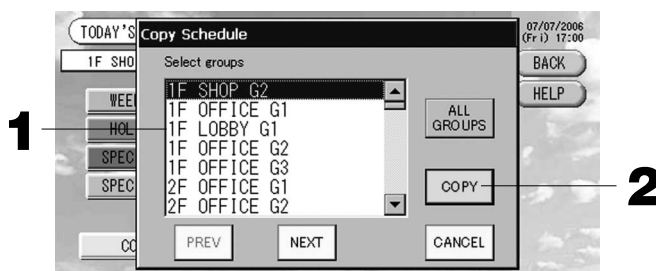 TODAY'S
Copy Schedule
07/07/2006
(Fri) 17:00
1F SHO
Select groups
BACK
1F SHOP G2
1F OFFICE G1
1F LOBBY G1
1F OFFICE G2
1F OFFICE G3
2F OFFICE G1
2F OFFICE G2
ALL
GROUPS
HELP
WEE
HOL
SPEC
SPEC
COPY
1
2
CO
PREV
NEXT
CANCEL